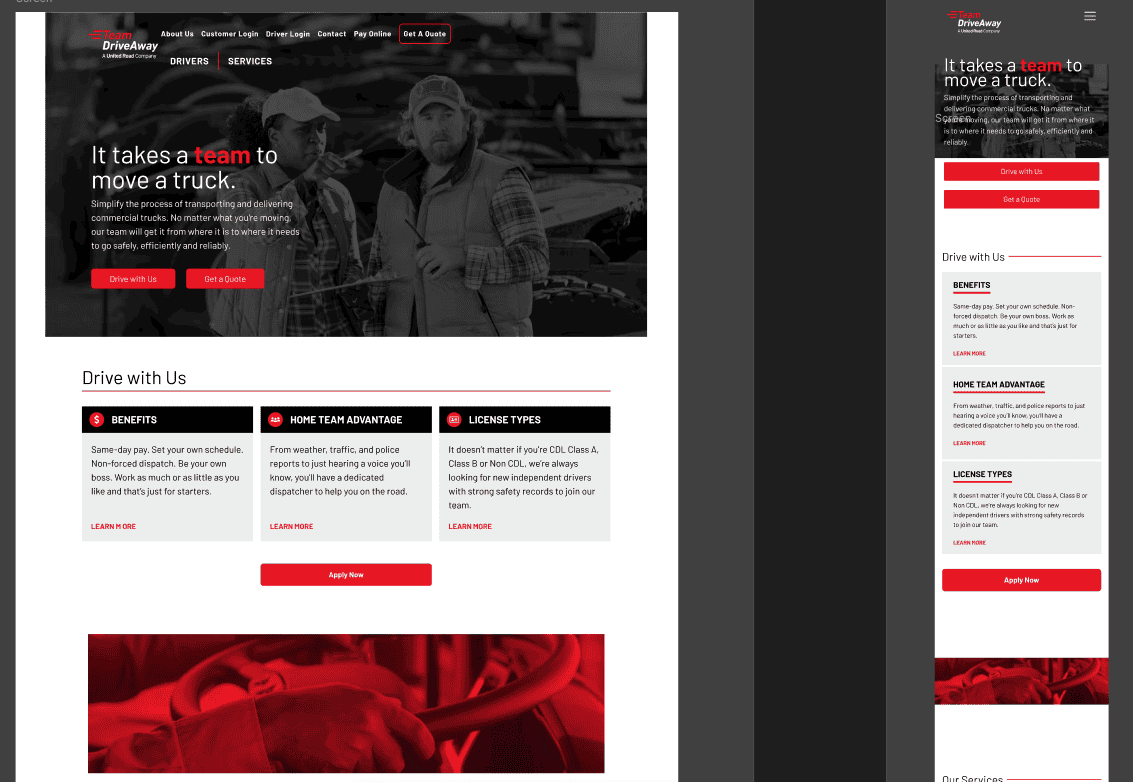 Screen
Team
DriveAway
A United Road Company
About Us Customer Login Driver Login Contact Pay Online Get A Quote
DRIVERS SERVICES
It takes a team to
move a truck.
Simplify the process of transporting and delivering
commercial trucks. No matter what you're moving,
our team will get it from where it is to where it needs
to go safely, efficiently and reliably.
Drive with Us Get a Quote
Drive with Us
BENEFITS
Same-day pay. Set your own schedule.
Non-forced dispatch. Be your own
boss. Work as much or as little as you
like and that's just for starters.
LEARN M ORE
HOME TEAM ADVANTAGE
From weather, traffic, and police
reports to just hearing a voice you'll
know, you'll have a dedicated
dispatcher to help you on the road.
LEARN MORE
LICENSE TYPES
It doesn't matter if you're CDL Class A,
Class B or Non CDL, we're always
looking for new independent drivers
with strong safety records to join our
team.
LEARN MORE
Apply Now
Team
DriveAway
A United Road Company
It takes a team to
move a truck.
Simplify the process of transporting and
delivering commercial trucks. No matter what
you're moving, our team will get it from where it
is to where it needs to go safely, efficiently and
reliably.
Screen
Drive with Us
Get a Quote
Drive with Us
BENEFITS
Same-day pay. Set your own schedule. Non-
forced dispatch. Be your own boss. Work as
much or as little as you like and that's just for
starters.
LEARN MORE
HOME TEAM ADVANTAGE
From weather, traffic, and police reports to just
hearing a voice you'll know, you'll have a
dedicated dispatcher to help you on the road.
LEARN MORE
LICENSE TYPES
It doesn't matter if you're CDL Class A, Class B or
Non CDL, we're always looking for new
independent drivers with strong safety records
to join our team.
LEARN MORE
Apply Now
Our Services